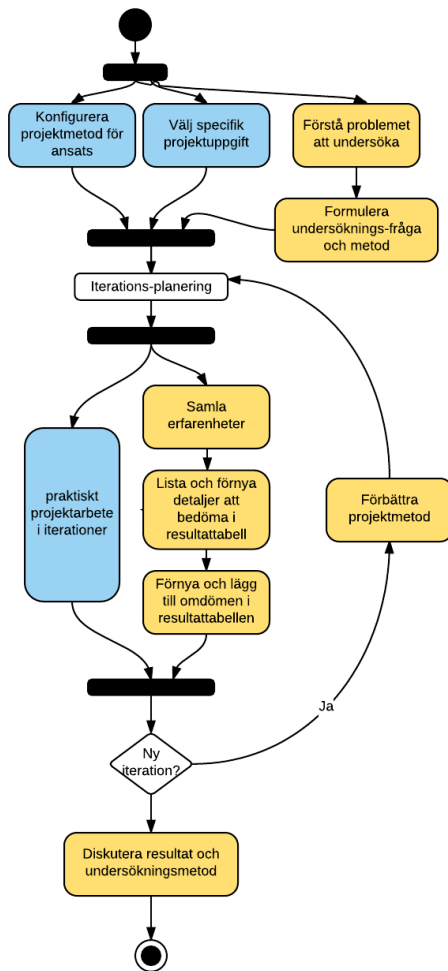 Konfigurera
projektmetod för
ansats
Välj specifik
projektuppgift
Förstå problemet
att undersöka
Formulera
undersöknings-fråga
och metod
Iterations-planering
praktiskt
projektarbete
i iterationer
Samla
erfarenheter
Lista och förnya
detaljer att
bedöma i
resultattabell
Förnya och lägg
till omdömen i
resultattabellen
Förbättra
projektmetod
Ja
Ny
iteration?
Diskutera resultat och
undersökningsmetod